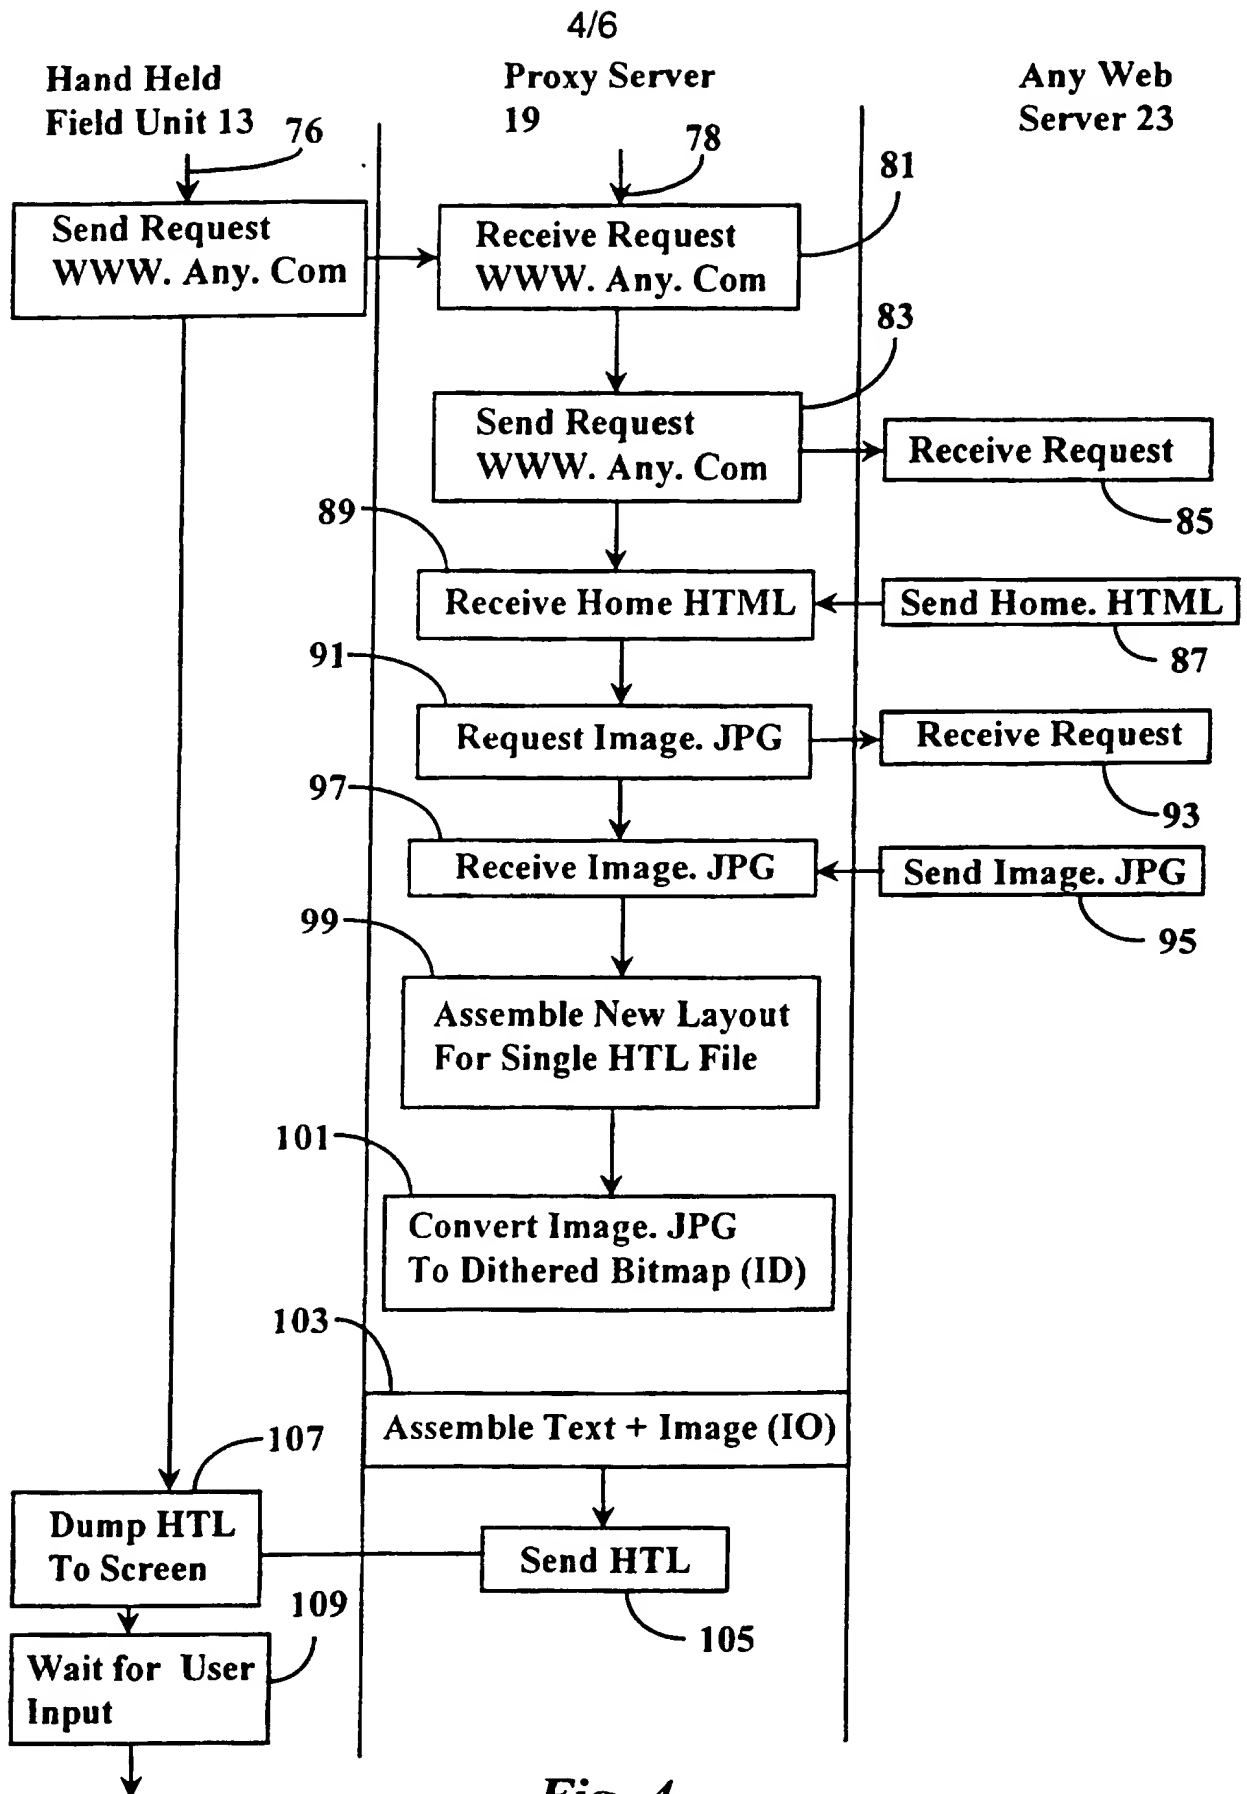 4/6
Hand Held
Field Unit 13
Proxy Server
19
Any Web
Server 23
76
78
81
Send Request
WWW. Any. Com
Receive Request
WWW. Any. Com
83
Send Request
WWW. Any. Com
Receive Request
85
89
Receive Home HTML
Send Home. HTML
87
91
Request Image. JPG
Receive Request
93
97
Receive Image. JPG
Send Image. JPG
95
99
Assemble New Layout
For Single HTL File
101
Convert Image. JPG
To Dithered Bitmap (ID)
103
Assemble Text + Image (IO)
107
Dump HTL
To Screen
Send HTL
105
109
Wait for User
Input
Fig. 4